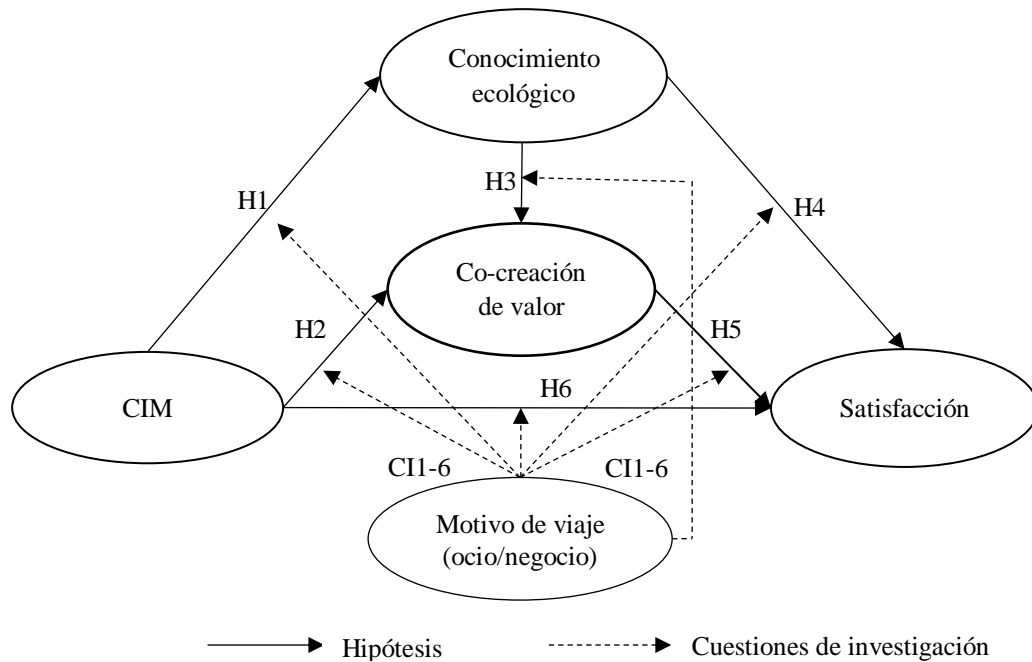 Conocimiento
ecológico
H1
H3
H4
Co-creación
de valor
H2
H5
CIM
H6
Satisfacción
CI1-6
CI1-6
Motivo de viaje
(ocio/negocio)
Hipótesis
Cuestiones de investigación